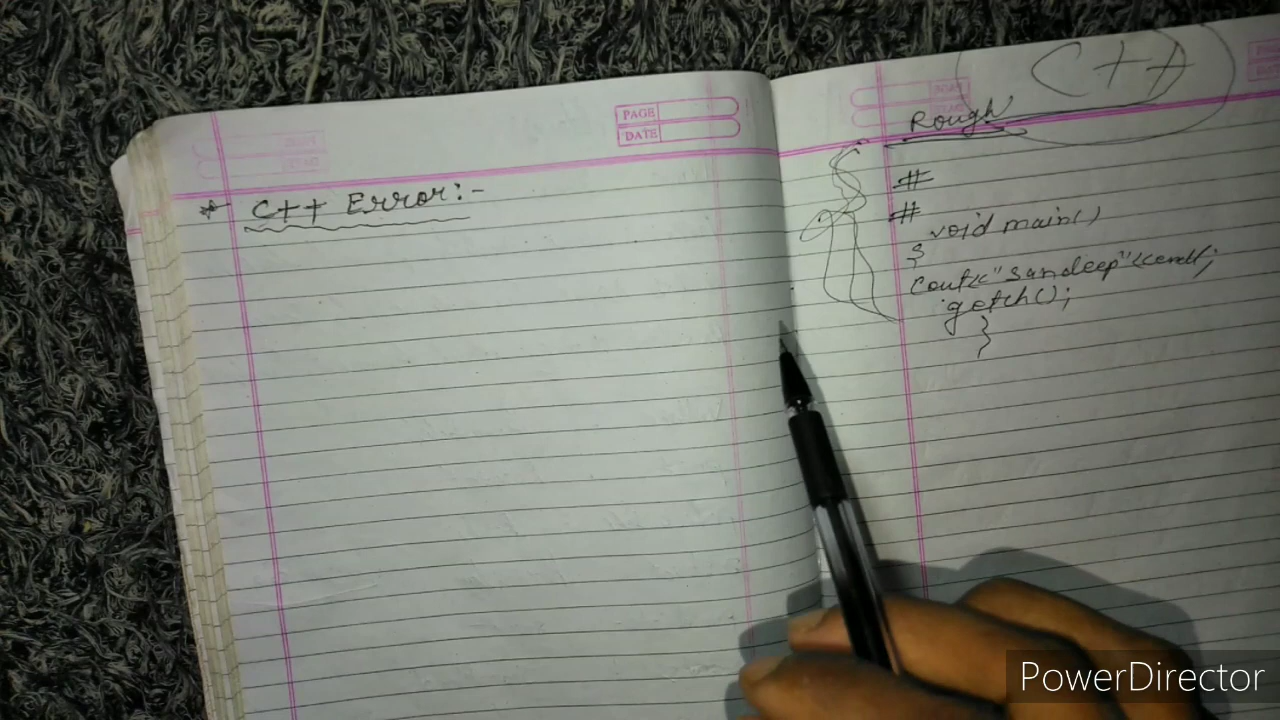 PAGE
DATE
* C++ Error:-
C++
Rough
#
#
void main()
{
cout<<"sandeep"<<endl;
getch();
}
PowerDirector